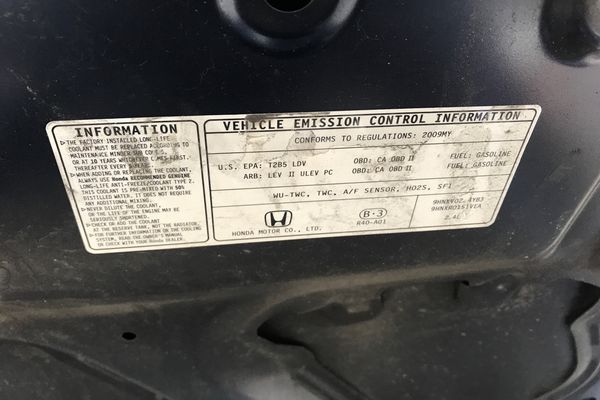 INFORMATION
▷THE FACTORY INSTALLED LONG-LIFE
COOLANT MUST BE REPLACED ACCORDING TO
MAINTENANCE MINDER SUB CODE 5,
OR AT 10 YEARS WHICHEVER COMES FIRST.
THEREAFTER EVERY 5 YEARS.
▷WHEN ADDING OR REPLACING THE COOLANT,
ALWAYS USE Honda RECOMMENDED GENUINE
LONG-LIFE ANTI-FREEZE/COOLANT TYPE 2.
THIS COOLANT IS PRE-MIXED WITH 50%
DISTILLED WATER. IT DOES NOT REQUIRE
ANY ADDITIONAL MIXING.
▷NEVER DILUTE THE COOLANT,
OR THE LIFE OF THE ENGINE MAY BE
SERIOUSLY SHORTENED.
▷CHECK OR ADD THE COOLANT
AT THE RESERVE TANK, NOT THE RADIATOR.
▷FOR FURTHER INFORMATION ON THE COOLING
SYSTEM, READ THE OWNER'S MANUAL
OR CHECK WITH YOUR Honda DEALER.
VEHICLE EMISSION CONTROL INFORMATION
CONFORMS TO REGULATIONS: 2009MY
U.S. EPA: T2B5 LDV OBD: CA OBD II FUEL: GASOLINE
ARB: LEV II ULEV PC OBD: CA OBD II FUEL: GASOLINE
WU-TWC, TWC, A/F SENSOR, HO2S, SFI
HONDA MOTOR CO., LTD.
B·3
R40-A01
9HNXV02.4YB3
9HNXR0151VEA
2.4L